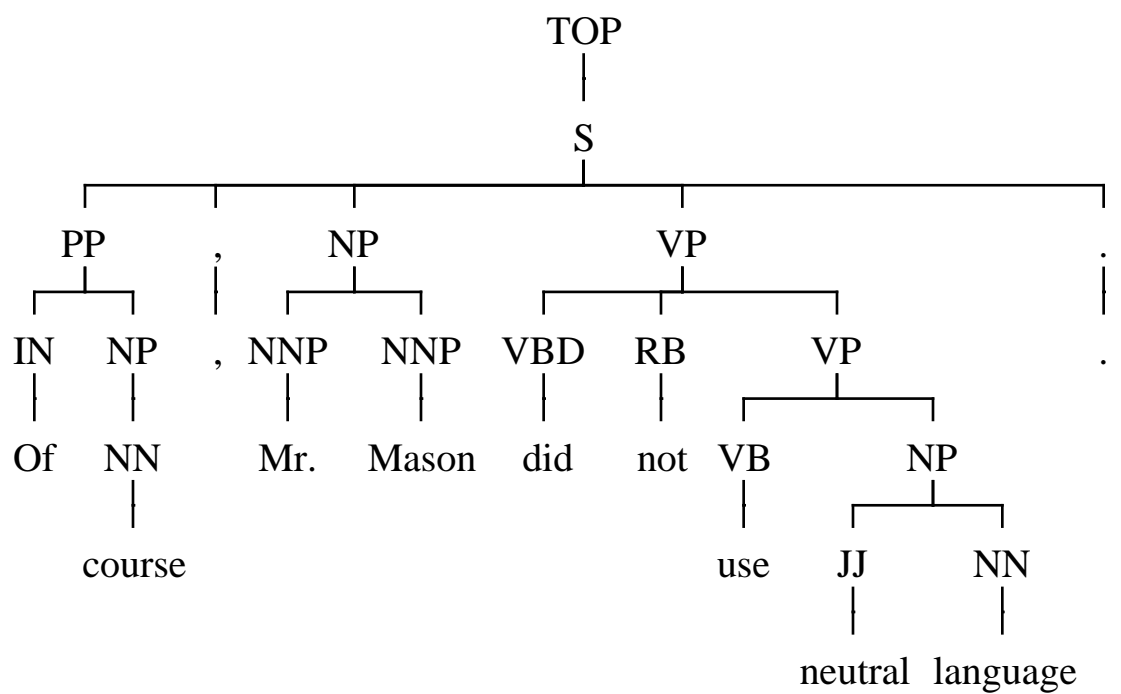 TOP
S
PP , NP VP .
IN NP , NNP NNP VBD RB VP .
Of NN Mr. Mason did not VB NP
course use JJ NN
neutral language